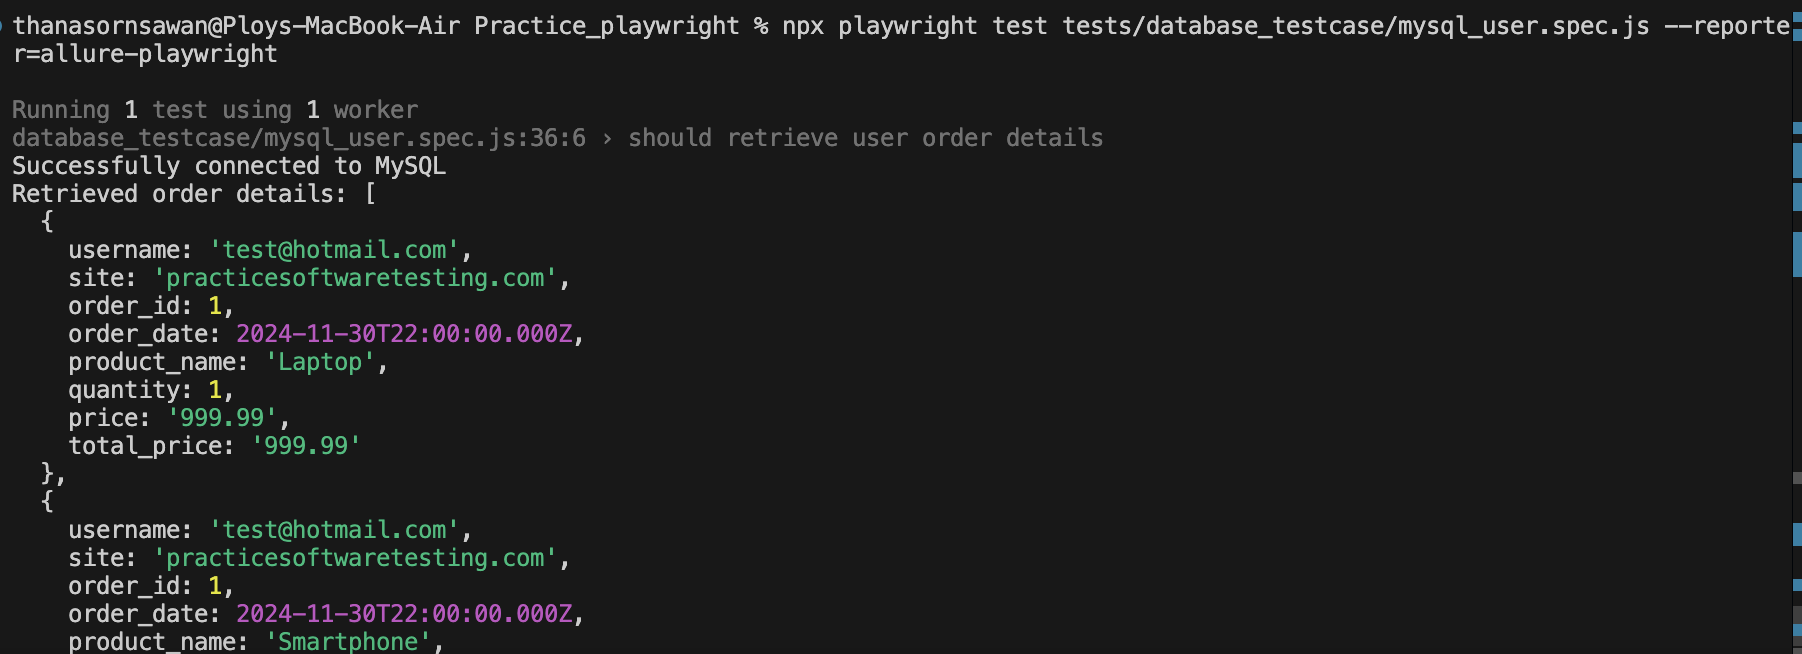 thanasornsawan@Ploys-MacBook-Air Practice_playwright % npx playwright test tests/database_testcase/mysql_user.spec.js --reporte
r=allure-playwright
Running 1 test using 1 worker
database_testcase/mysql_user.spec.js:36:6 › should retrieve user order details
Successfully connected to MySQL
Retrieved order details: [
  {
    username: 'test@hotmail.com',
    site: 'practicesoftwaretesting.com',
    order_id: 1,
    order_date: 2024-11-30T22:00:00.000Z,
    product_name: 'Laptop',
    quantity: 1,
    price: '999.99',
    total_price: '999.99'
  },
  {
    username: 'test@hotmail.com',
    site: 'practicesoftwaretesting.com',
    order_id: 1,
    order_date: 2024-11-30T22:00:00.000Z,
    product_name: 'Smartphone',